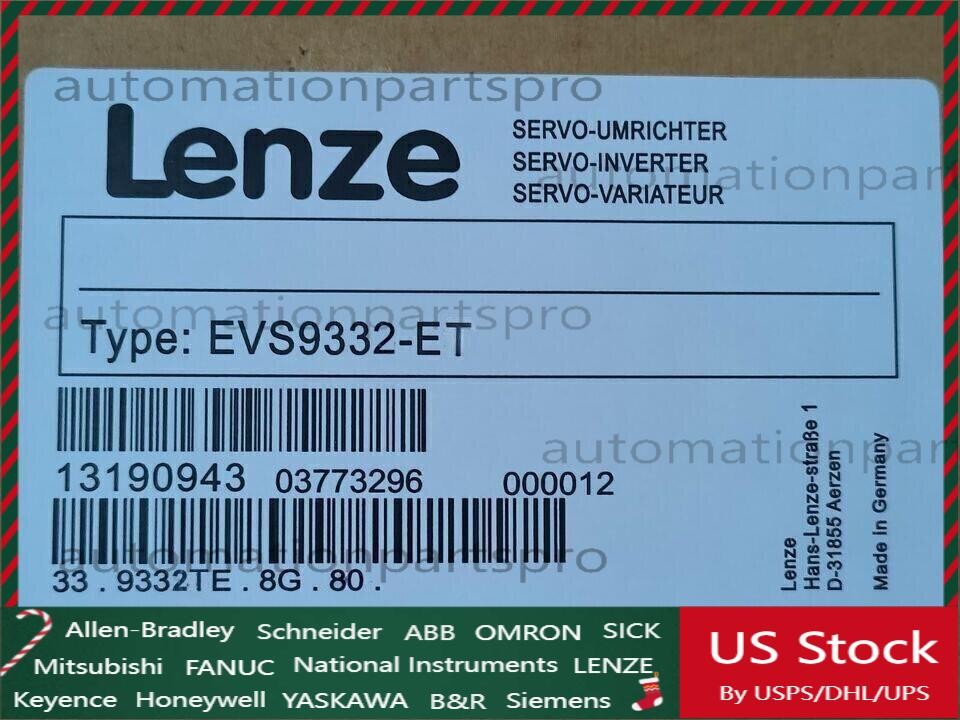 automationpartspro
Lenze
SERVO-UMRICHTER
SERVO-INVERTER
SERVO-VARIATEUR
automationpar
automationpartspro
Type: EVS9332-ET
automationpar
13190943 03773296 000012
automationpartspro
33 . 9332TE . 8G . 80 .
Lenze
Hans-Lenze-straße 1
D-31855 Aerzen
Made in Germany
Allen-Bradley Schneider ABB OMRON SICK
Mitsubishi FANUC National Instruments LENZE
Keyence Honeywell YASKAWA B&R Siemens
US Stock
By USPS/DHL/UPS